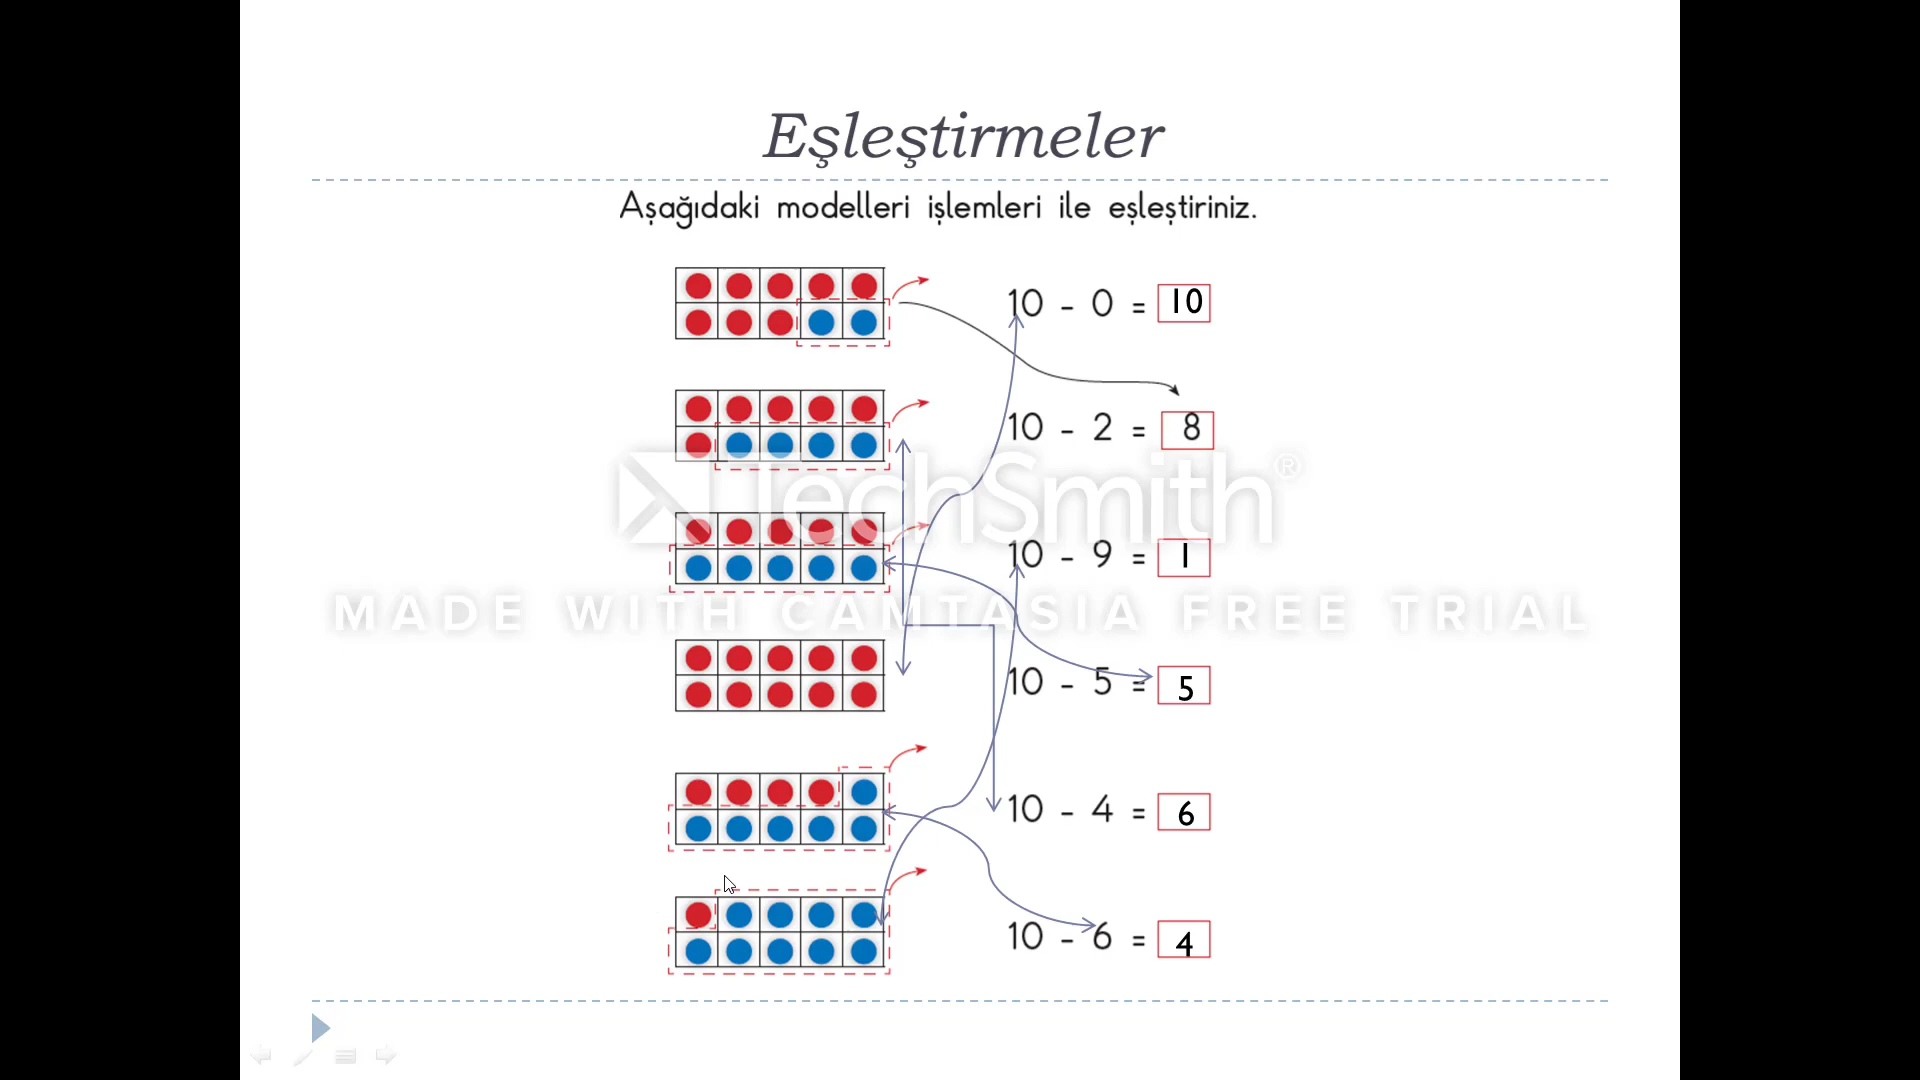 Eşleştirmeler
Aşağıdaki modelleri işlemleri ile eşleştiriniz.
10 - 0 = 10
10 - 2 = 8
TechSmith®
10 - 9 = 1
MADE WITH CAMTASIA FREE TRIAL
10 - 5 = 5
10 - 4 = 6
10 - 6 = 4